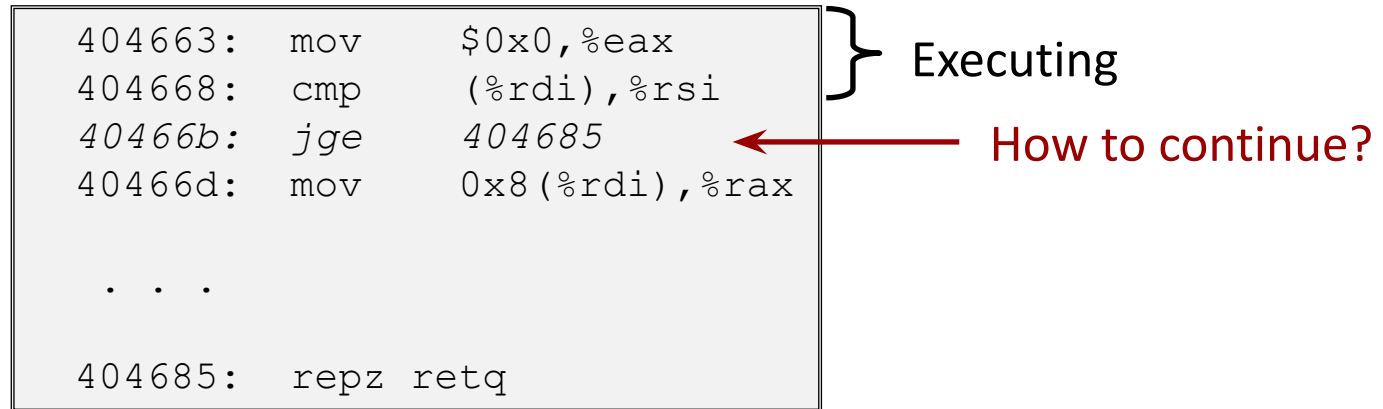 404663: mov $0x0,%eax
404668: cmp (%rdi),%rsi
Executing
40466b: jge 404685
How to continue?
40466d: mov 0x8(%rdi),%rax
. . .
404685: repz retq